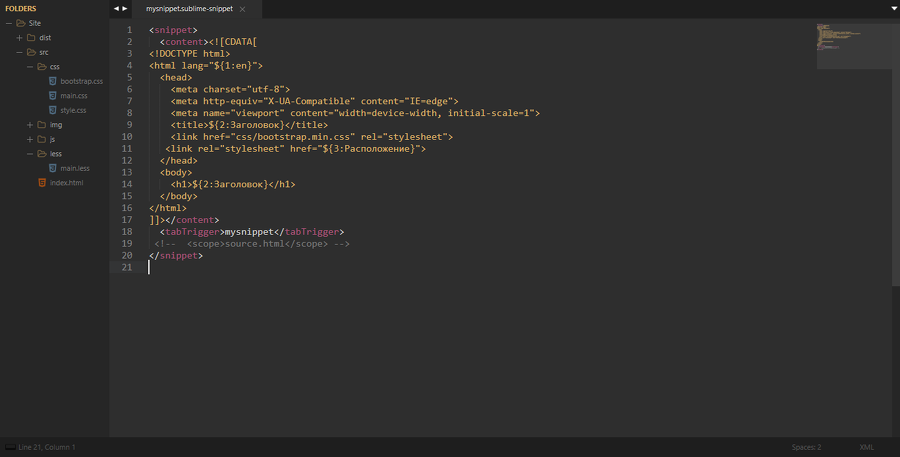 FOLDERS
Site
dist
src
css
bootstrap.css
main.css
style.css
img
js
less
main.less
index.html
mysnippet.sublime-snippet
1 <snippet>
2 <content><![CDATA[
3 <!DOCTYPE html>
4 <html lang="${1:en}">
5 <head>
6 <meta charset="utf-8">
7 <meta http-equiv="X-UA-Compatible" content="IE=edge">
8 <meta name="viewport" content="width=device-width, initial-scale=1">
9 <title>${2:Заголовок}</title>
10 <link href="css/bootstrap.min.css" rel="stylesheet">
11 <link rel="stylesheet" href="${3:Расположение}">
12 </head>
13 <body>
14 <h1>${2:Заголовок}</h1>
15 </body>
16 </html>
17 ]]></content>
18 <tabTrigger>mysnippet</tabTrigger>
19 <!-- <scope>source.html</scope> -->
20 </snippet>
21
Line 21, Column 1
Spaces: 2
XML